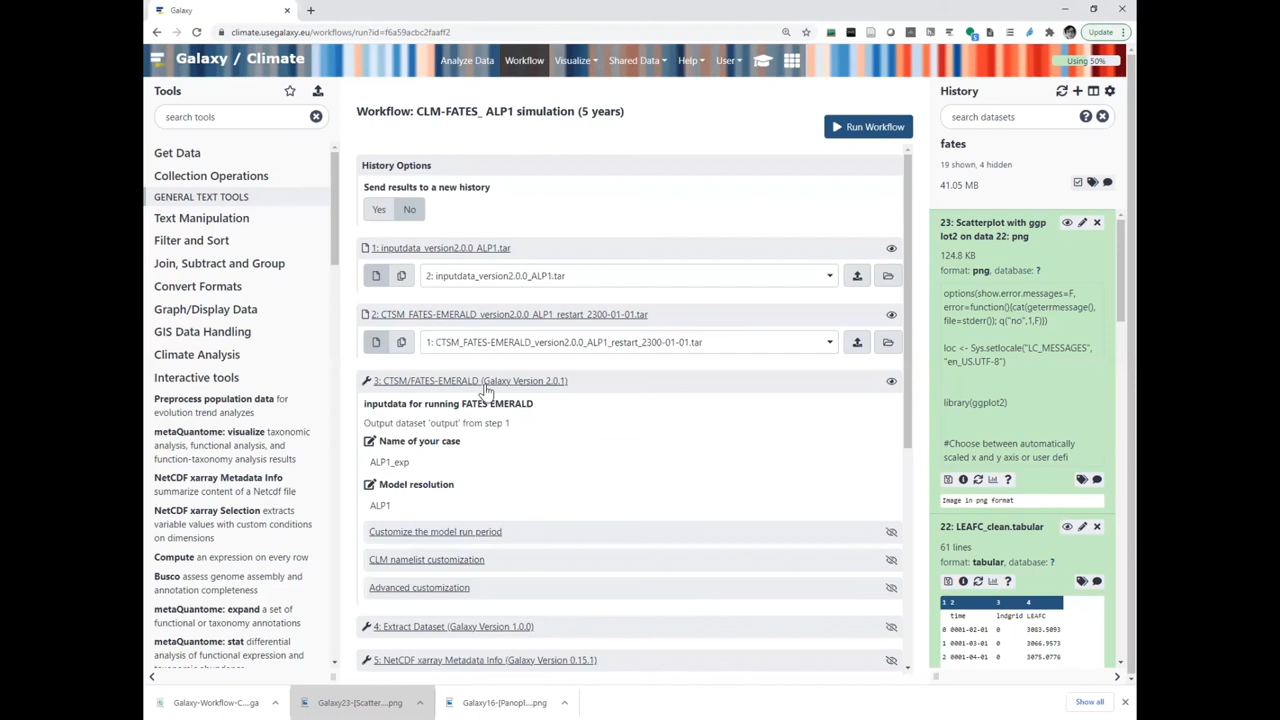 Galaxy
climate.usegalaxy.eu/workflows/run?id=f6a59acbc2faaff2
Update
Galaxy / Climate
Analyze Data
Workflow
Visualize
Shared Data
Help
User
Using 50%
Tools
search tools
Get Data
Collection Operations
GENERAL TEXT TOOLS
Text Manipulation
Filter and Sort
Join, Subtract and Group
Convert Formats
Graph/Display Data
GIS Data Handling
Climate Analysis
Interactive tools
Preprocess population data for
evolution trend analyzes
metaQuantome: visualize taxonomic
analysis, functional analysis, and
function-taxonomy analysis results
NetCDF xarray Metadata Info
summarize content of a Netcdf file
NetCDF xarray Selection extracts
variable values with custom conditions
on dimensions
Compute an expression on every row
Busco assess genome assembly and
annotation completeness
metaQuantome: expand a set of
functional or taxonomy annotations
metaQuantome: stat differential
analysis of functional expression and
Workflow: CLM-FATES_ ALP1 simulation (5 years)
Run Workflow
History Options
Send results to a new history
Yes No
1: inputdata_version2.0.0_ALP1.tar
2: inputdata_version2.0.0_ALP1.tar
2: CTSM_FATES-EMERALD_version2.0.0_ALP1_restart_2300-01-01.tar
1: CTSM_FATES-EMERALD_version2.0.0_ALP1_restart_2300-01-01.tar
3: CTSM/FATES-EMERALD (Galaxy Version 2.0.1)
inputdata for running FATES EMERALD
Output dataset 'output' from step 1
Name of your case
ALP1_exp
Model resolution
ALP1
Customize the model run period
CLM namelist customization
Advanced customization
4: Extract Dataset (Galaxy Version 1.0.0)
5: NetCDF xarray Metadata Info (Galaxy Version 0.15.1)
History
search datasets
fates
19 shown, 4 hidden
41.05 MB
23: Scatterplot with ggp
lot2 on data 22: png
124.8 KB
format: png, database: ?
options(show.error.messages=F,
error=function(){cat(geterrmessage(),
file=stderr()); q("no",1,F)})
loc <- Sys.setlocale("LC_MESSAGES",
"en_US.UTF-8")
library(ggplot2)
#Choose between automatically
scaled x and y axis or user defi
Image in png format
22: LEAFC_clean.tabular
61 lines
format: tabular, database: ?
1 2 3 4
time lndgrid LEAFC
0 0001-02-01 0 3083.5093
1 0001-03-01 0 3066.9573
2 0001-04-01 0 3075.0776
Galaxy-Workflow-C....ga
Galaxy23-[Scatter....png
Galaxy16-[Panopl....png
Show all